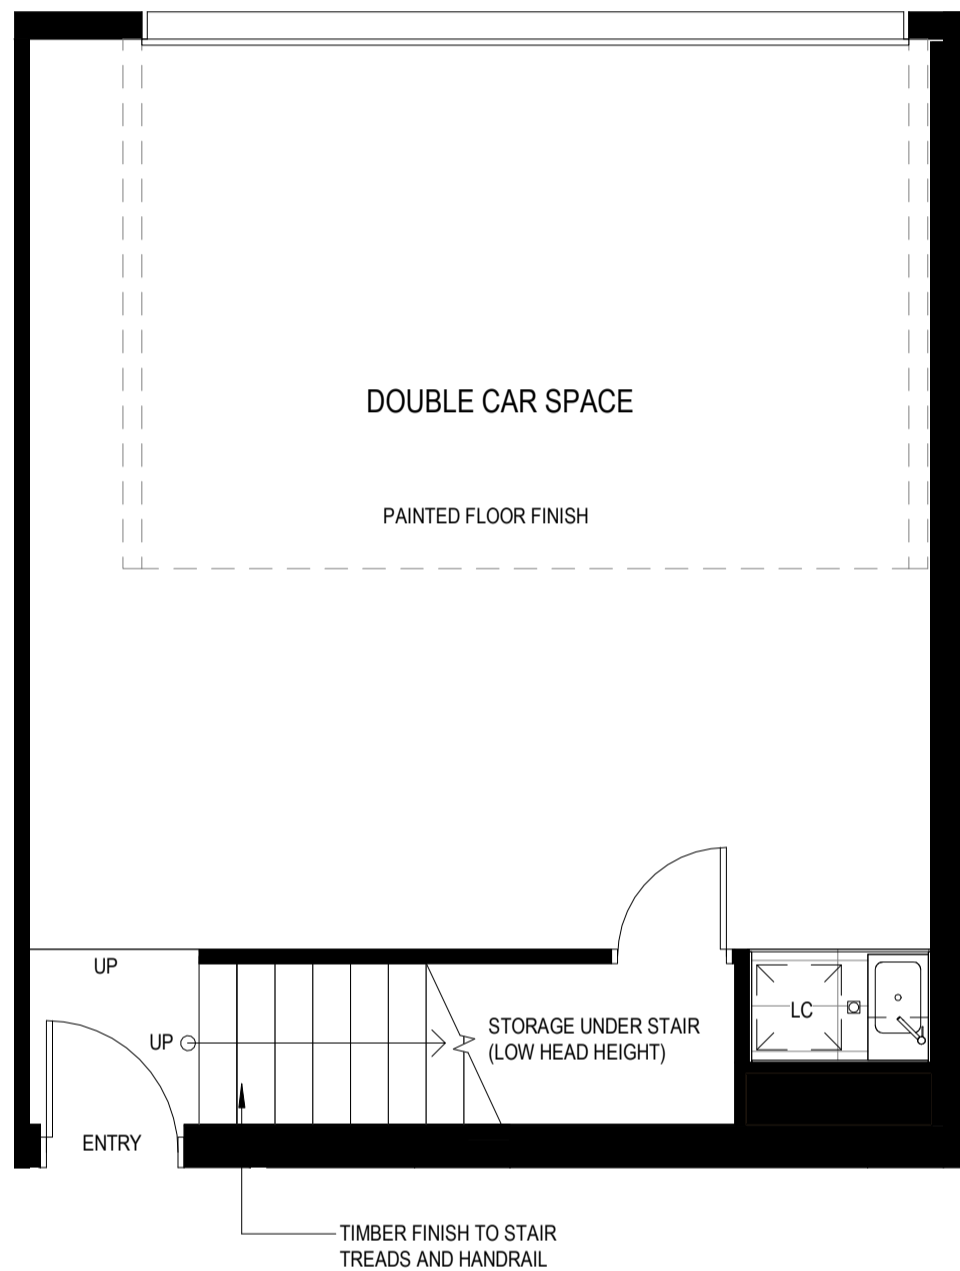 DOUBLE CAR SPACE
PAINTED FLOOR FINISH
UP
UP
STORAGE UNDER STAIR
(LOW HEAD HEIGHT)
LC
ENTRY
TIMBER FINISH TO STAIR
TREADS AND HANDRAIL